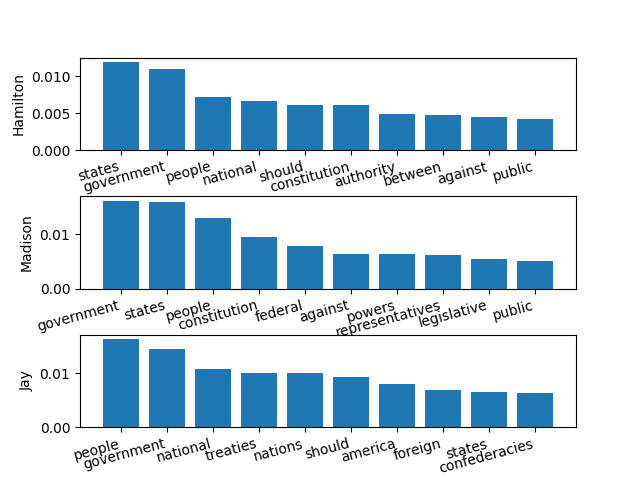 Hamilton
0.010
0.005
0.000
states government people national should constitution authority between against public
Madison
0.01
0.00
government states people constitution federal against powers representatives legislative public
Jay
0.01
0.00
people government national treaties nations should america foreign states confederacies